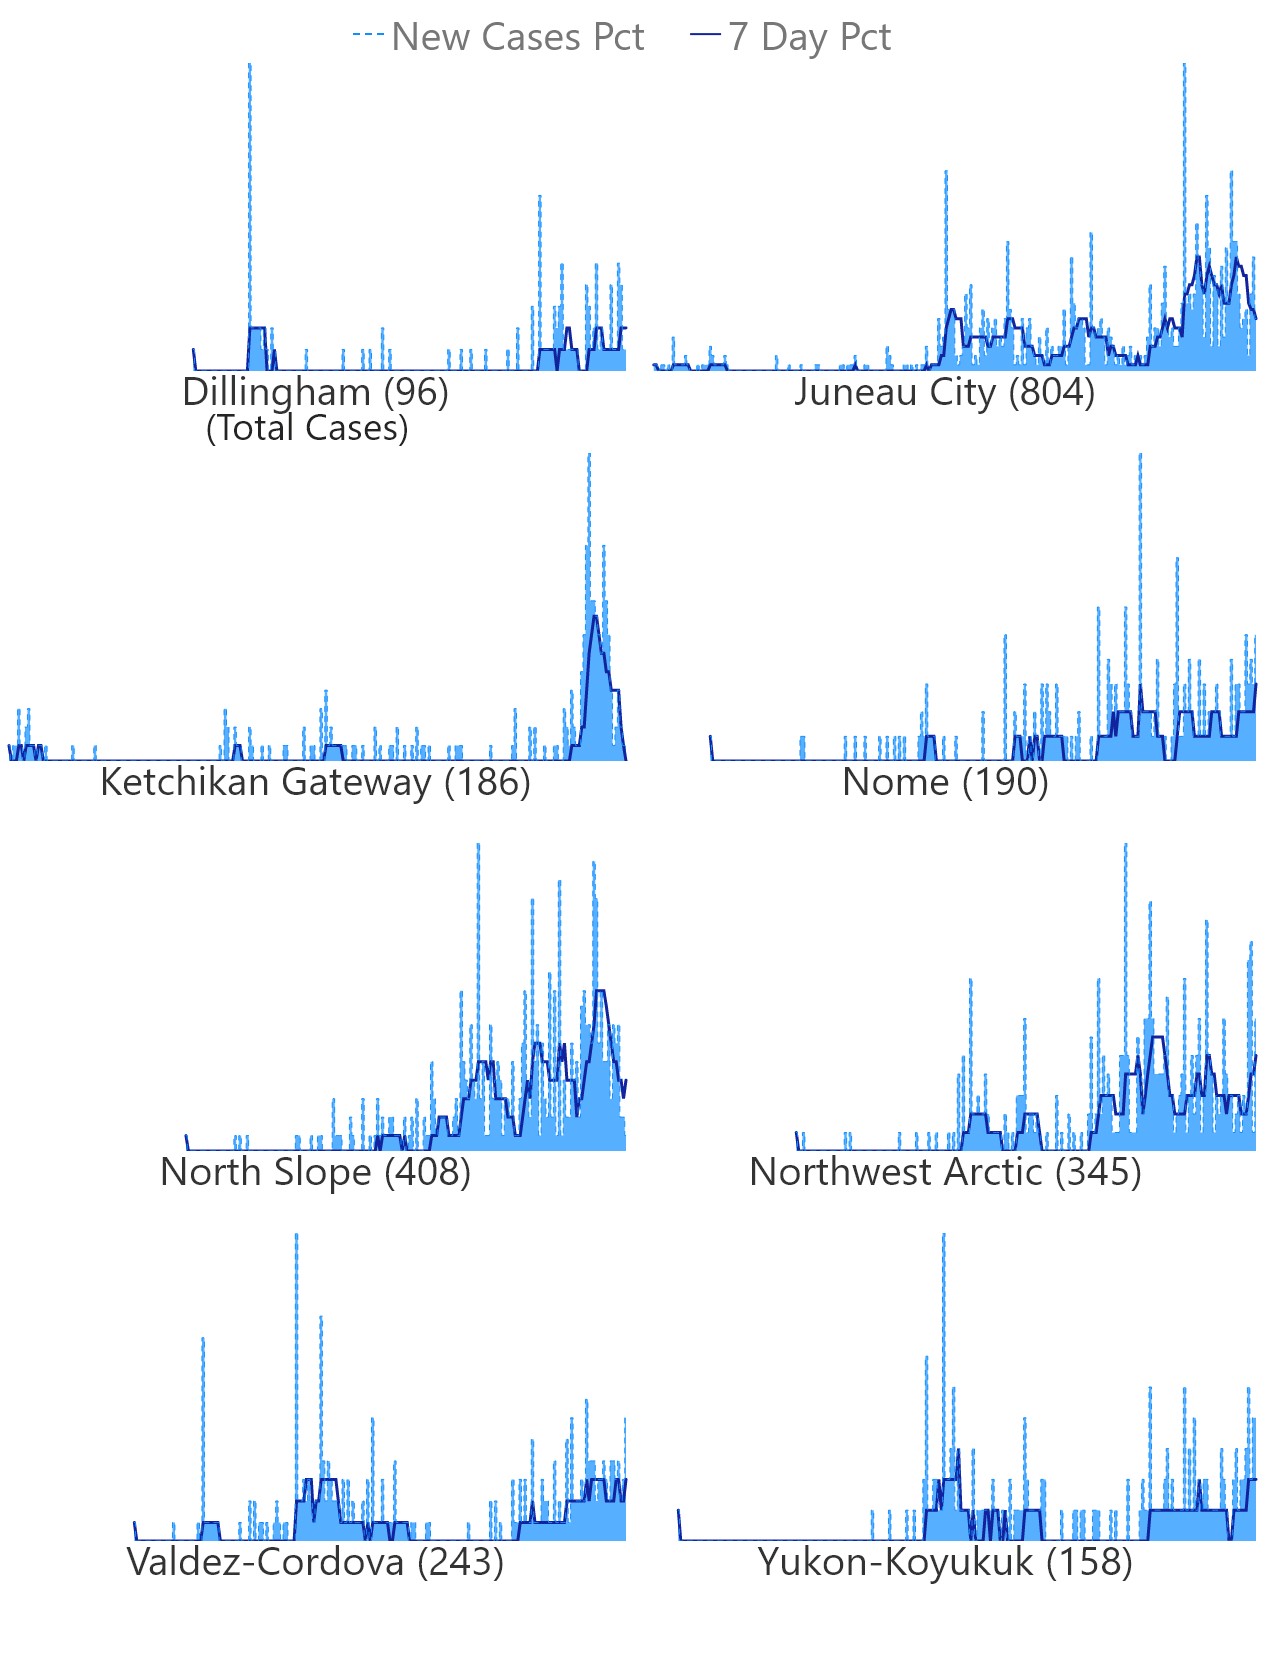 New Cases Pct 7 Day Pct
Dillingham (96)
(Total Cases)
Juneau City (804)
Ketchikan Gateway (186)
Nome (190)
North Slope (408)
Northwest Arctic (345)
Valdez-Cordova (243)
Yukon-Koyukuk (158)